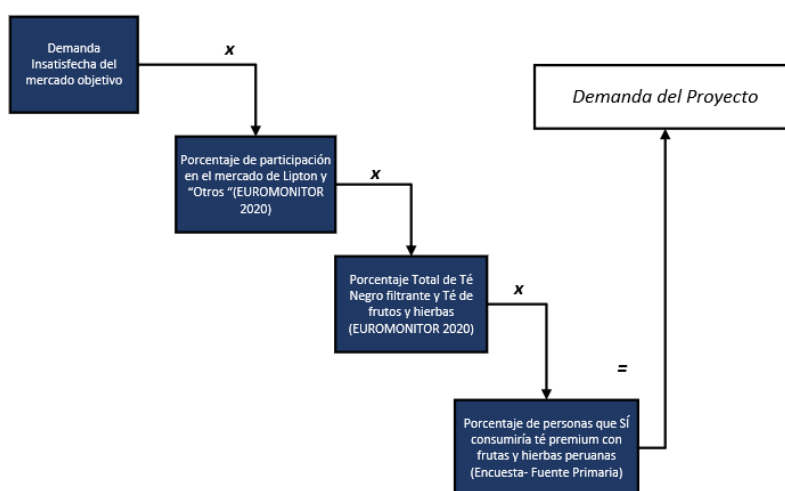 Demanda
Insatisfecha del
mercado objetivo
x
Demanda del Proyecto
Porcentaje de participación
en el mercado de Lipton y
"Otros "(EUROMONITOR
2020)
x
Porcentaje Total de Té
Negro filtrante y Té de
frutos y hierbas
(EUROMONITOR 2020)
x
=
Porcentaje de personas que SÍ
consumiría té premium con
frutas y hierbas peruanas
(Encuesta- Fuente Primaria)